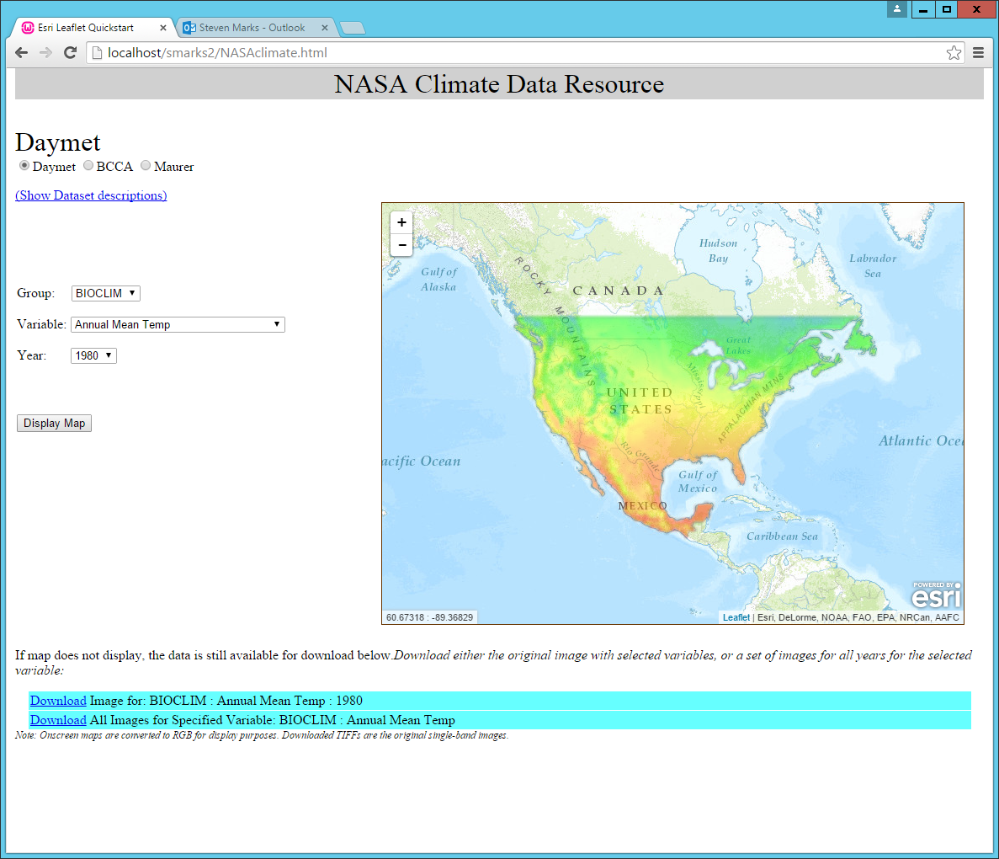 Esri Leaflet Quickstart
Steven Marks - Outlook
localhost/smarks2/NASAclimate.html
NASA Climate Data Resource
Daymet
Daymet BCCA Maurer
(Show Dataset descriptions)
Group: BIOCLIM
Variable: Annual Mean Temp
Year: 1980
Display Map
+
−
Hudson
Bay
Labrador
Sea
Gulf of
Alaska
ROCKY MOUNTAINS
CANADA
Great
Lakes
Mississippi
UNITED
STATES
APPALACHIAN MTNS
Rio Grande
Atlantic Oce
acific Ocean
Gulf of
Mexico
MEXICO
Caribbean Sea
POWERED BY
esri
60.67318 : -89.36829
Leaflet | Esri, DeLorme, NOAA, FAO, EPA, NRCan, AAFC
If map does not display, the data is still available for download below.Download either the original image with selected variables, or a set of images for all years for the selected
variable:
Download Image for: BIOCLIM : Annual Mean Temp : 1980
Download All Images for Specified Variable: BIOCLIM : Annual Mean Temp
Note: Onscreen maps are converted to RGB for display purposes. Downloaded TIFFs are the original single-band images.